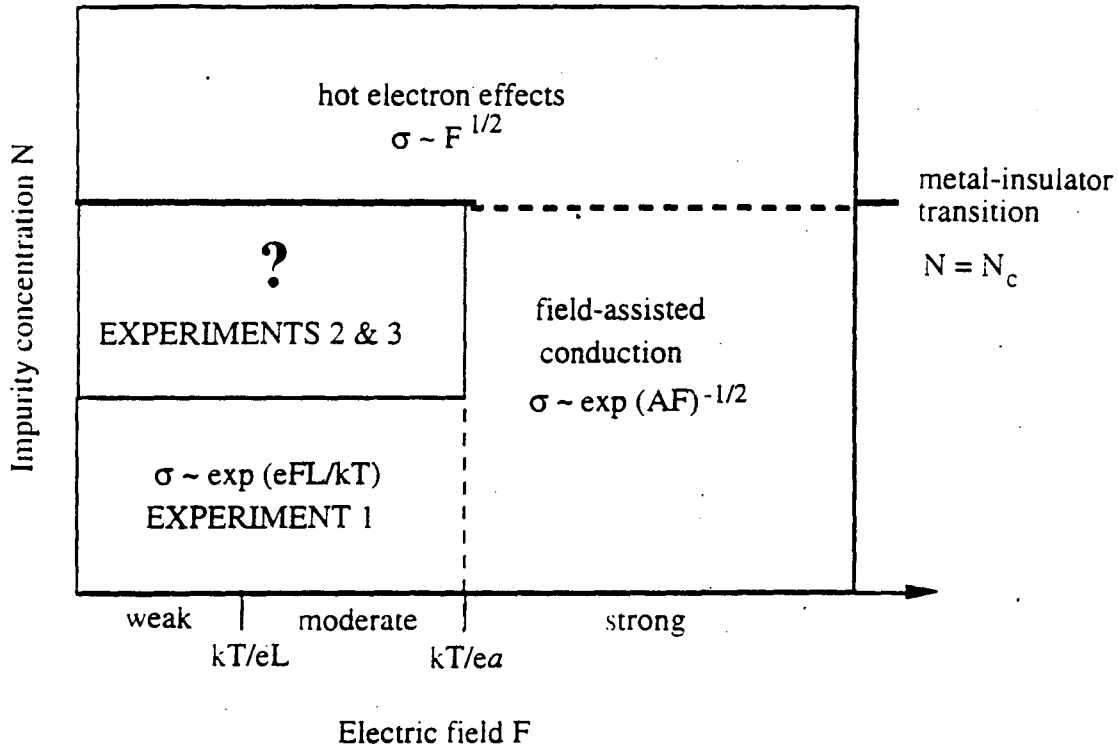 hot electron effects
σ ~ F 1/2
metal-insulator
transition
N = Nc
?
EXPERIMENTS 2 & 3
field-assisted
conduction
σ ~ exp (AF) -1/2
σ ~ exp (eFL/kT)
EXPERIMENT 1
Impurity concentration N
weak
moderate
strong
kT/eL
kT/ea
Electric field F